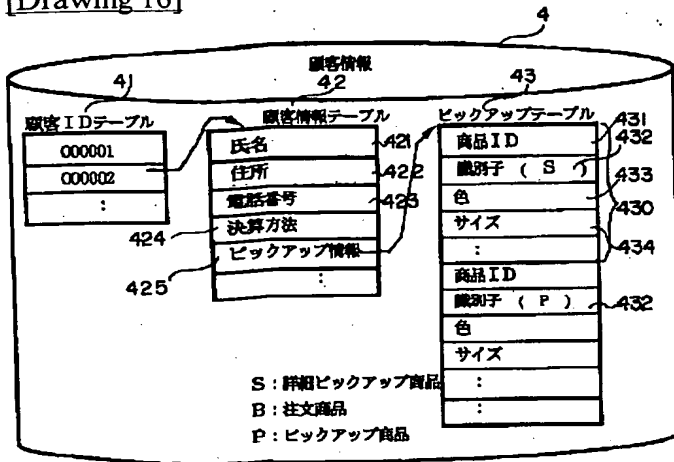 [Drawing 16]
4
顧客情報
41
42
43
顧客IDテーブル
000001
000002
:
顧客情報テーブル
氏名
421
住所
422
電話番号
423
424
決算方法
425
ピックアップ情報
:
ピックアップテーブル
431
商品ID
432
識別子 ( S )
433
色
430
サイズ
434
:
商品ID
識別子 ( P )
432
色
サイズ
:
:
S:詳細ピックアップ商品
B:注文商品
P:ピックアップ商品